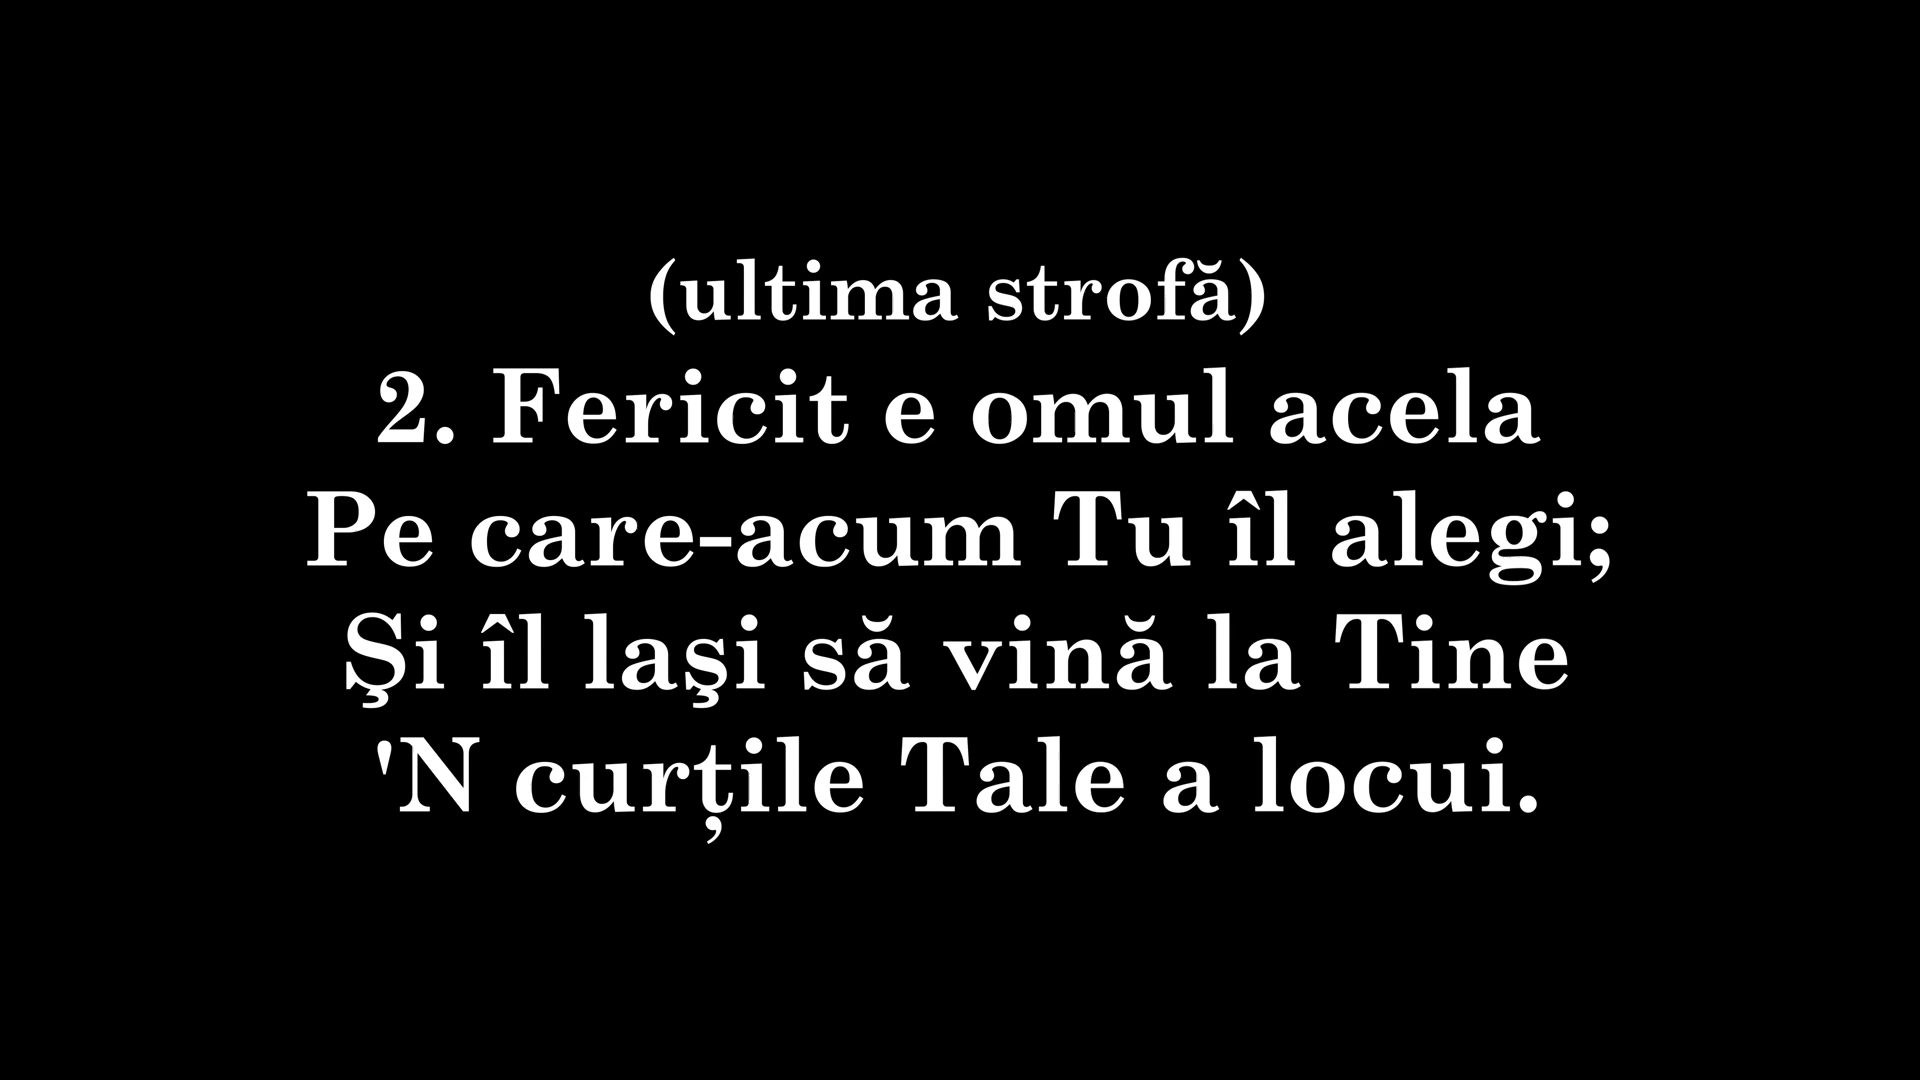 (ultima strofă)
2. Fericit e omul acela
Pe care-acum Tu îl alegi;
Şi îl laşi să vină la Tine
'N curțile Tale a locui.